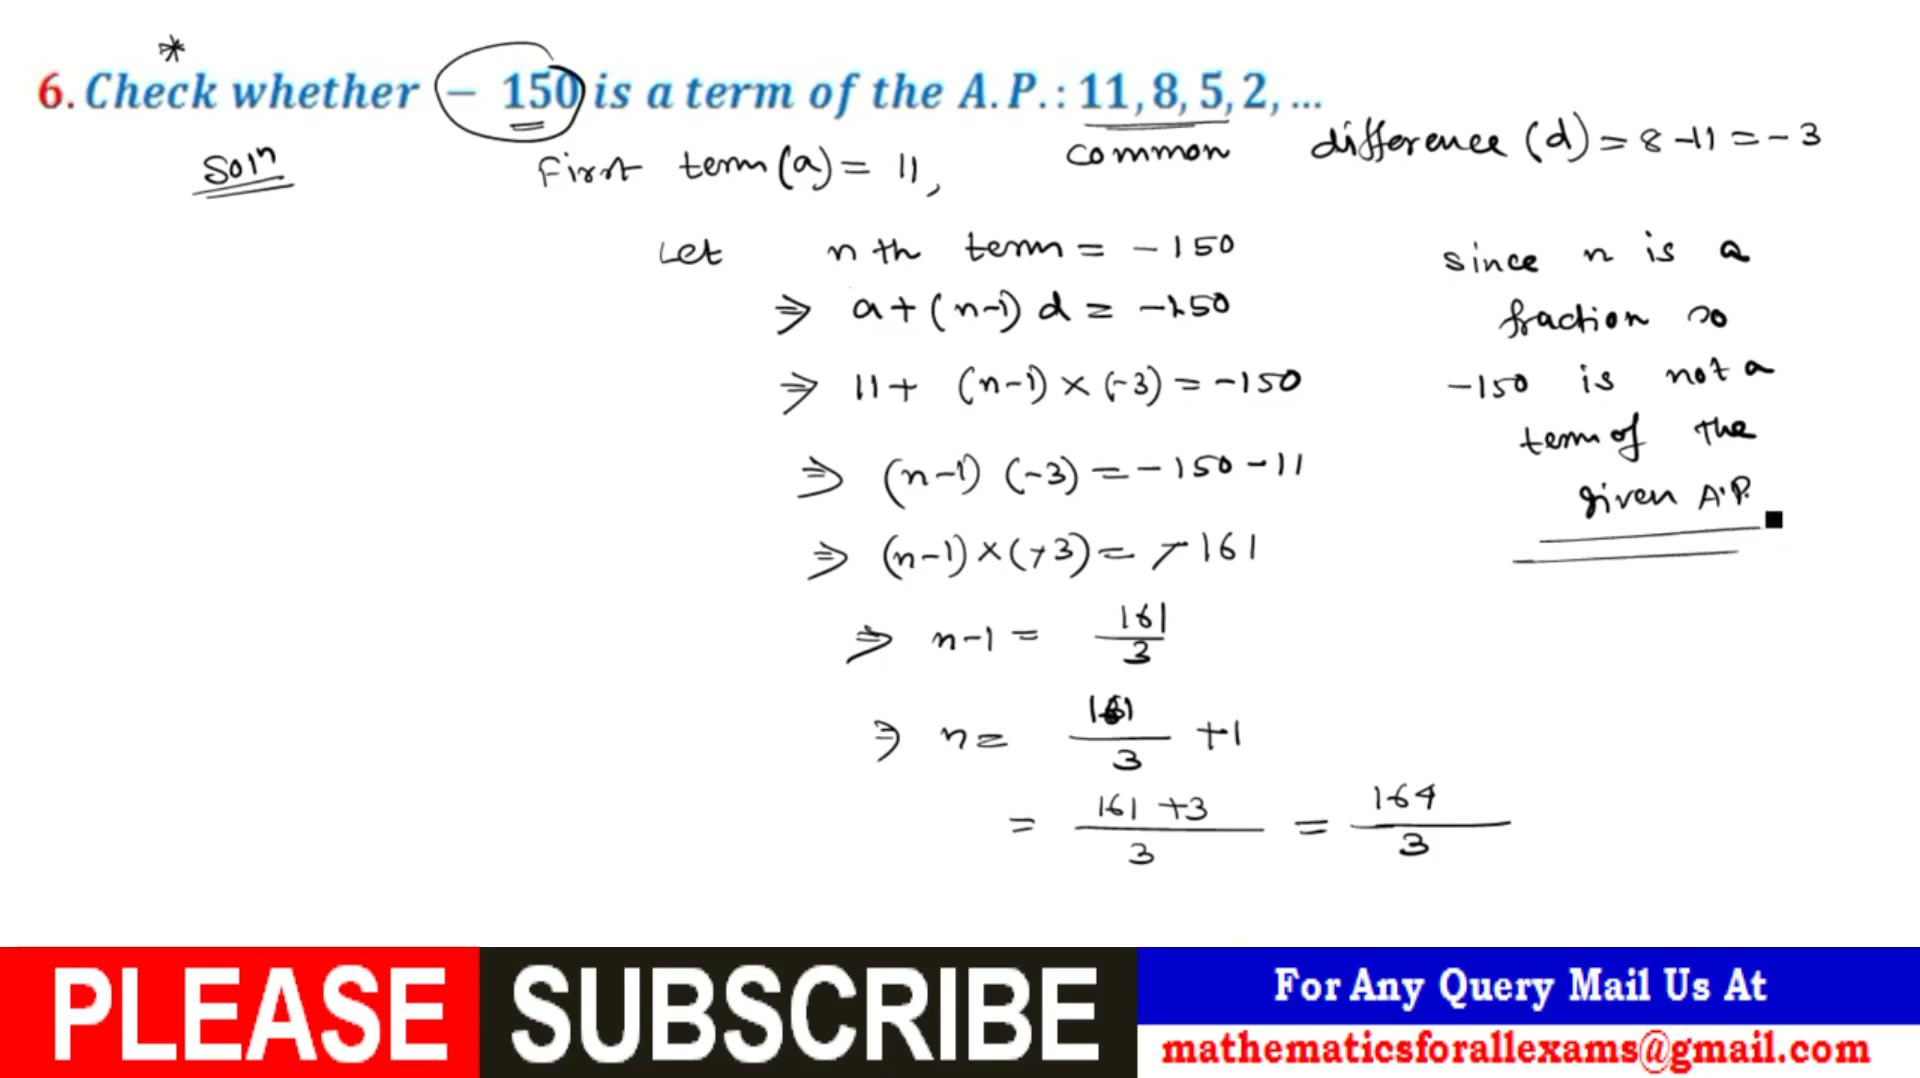 *
6. Check whether − 150 is a term of the A.P.: 11, 8, 5, 2, ...
Solⁿ
First term (a) = 11,
common difference (d) = 8 - 11 = - 3
Let n th term = - 150
⇒ a + (n-1) d = - 150
⇒ 11 + (n-1) × (-3) = -150
⇒ (n-1) (-3) = - 150 - 11
⇒ (n-1) × (-3) = - 161
⇒ n-1 = 161/3
⇒ n = 161/3 + 1
= 161 + 3/3 = 164/3
since n is a
fraction so
-150 is not a
term of the
given A.P.
PLEASE SUBSCRIBE
For Any Query Mail Us At
mathematicsforallexams@gmail.com